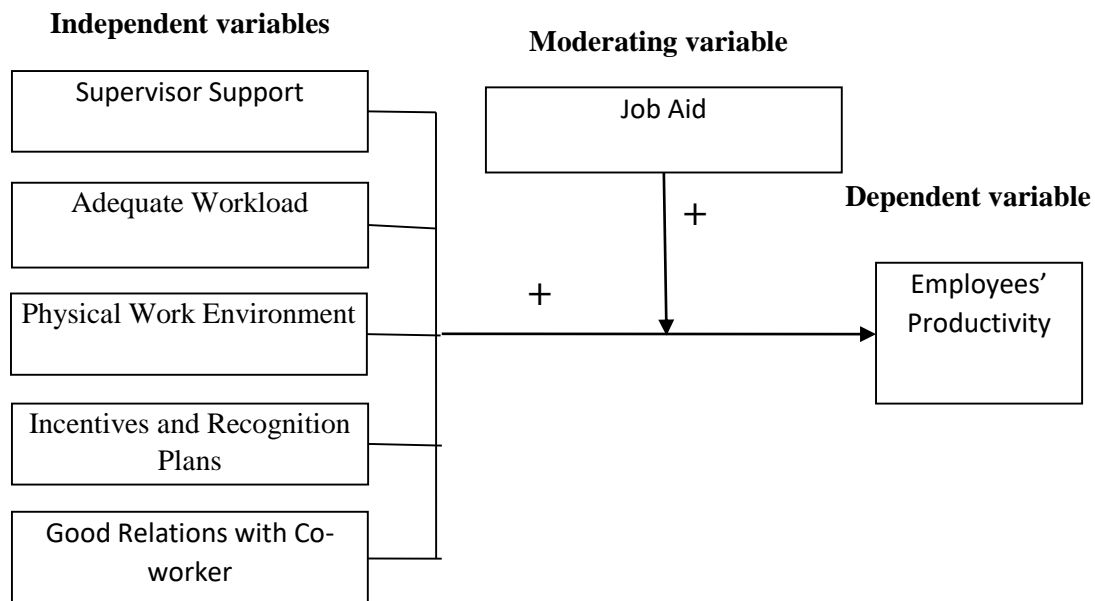 Independent variables
Moderating variable
Supervisor Support
Job Aid
Adequate Workload
+
Dependent variable
Physical Work Environment
+
Employees’
Productivity
Incentives and Recognition
Plans
Good Relations with Co-
worker